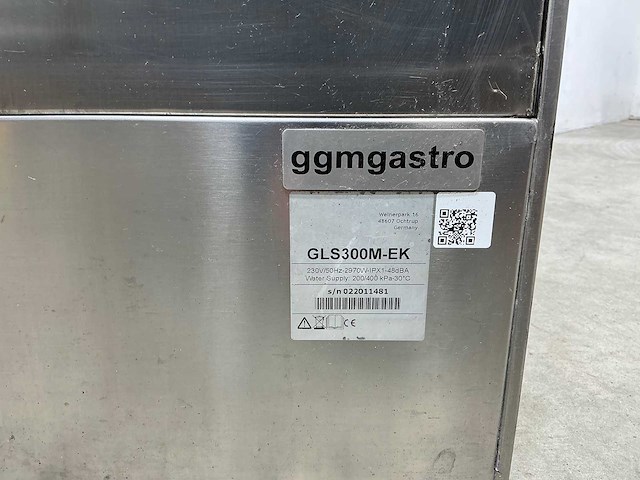 ggmgastro
Weinerpark 16
48607 Ochtrup
Germany
GLS300M-EK
230V/50Hz-2970W-IPX1-48dBA
Water Supply: 200/400 kPa-30°C
s/n 022011481
CE